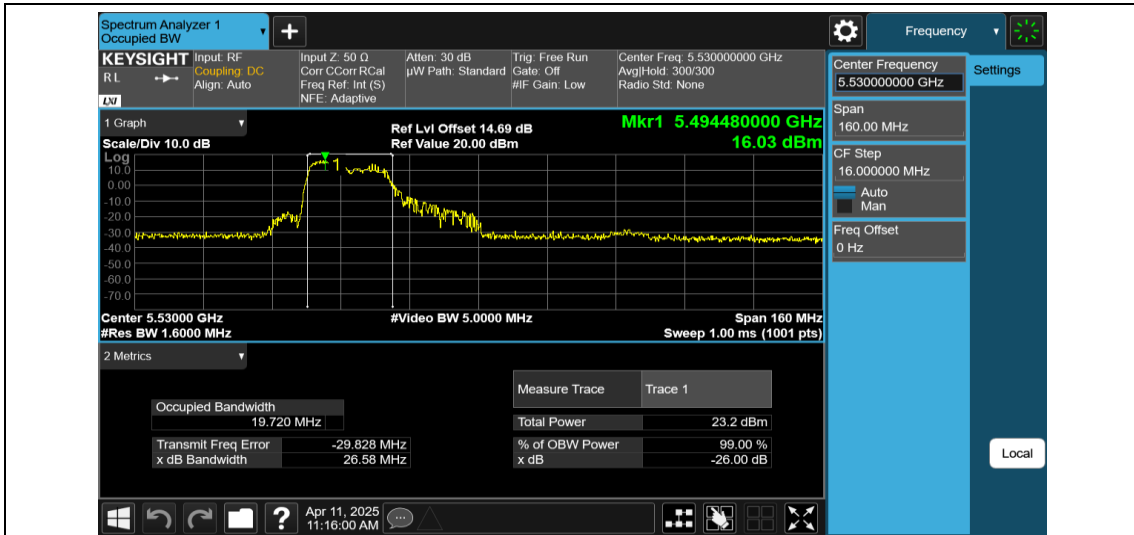 Spectrum Analyzer 1
Occupied BW
Frequency
KEYSIGHT
R L
LXI
Input: RF
Coupling: DC
Align: Auto
Input Z: 50 Ω
Corr CCorr RCal
Freq Ref: Int (S)
NFE: Adaptive
Atten: 30 dB
µW Path: Standard
Trig: Free Run
Gate: Off
#IF Gain: Low
Center Freq: 5.530000000 GHz
Avg|Hold: 300/300
Radio Std: None
Center Frequency
5.530000000 GHz
Settings
Span
160.00 MHz
CF Step
16.000000 MHz
Auto
Man
Freq Offset
0 Hz
1 Graph
Scale/Div 10.0 dB
Ref Lvl Offset 14.69 dB
Ref Value 20.00 dBm
Mkr1 5.494480000 GHz
16.03 dBm
Log
10.0
0.00
-10.0
-20.0
-30.0
-40.0
-50.0
-60.0
-70.0
1
Center 5.53000 GHz
#Res BW 1.6000 MHz
#Video BW 5.0000 MHz
Span 160 MHz
Sweep 1.00 ms (1001 pts)
2 Metrics
Measure Trace Trace 1
Occupied Bandwidth
19.720 MHz
Total Power 23.2 dBm
Transmit Freq Error -29.828 MHz
% of OBW Power 99.00 %
x dB Bandwidth 26.58 MHz
x dB -26.00 dB
Local
?
Apr 11, 2025
11:16:00 AM